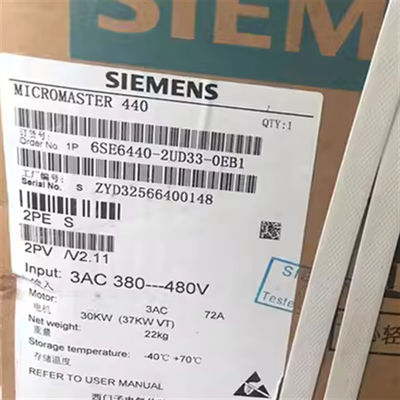 SIEM
SIEMENS
MICROMASTER 440
QTY:1
订货号:
Order No. 1P 6SE6440-2UD33-0EB1
工厂编号:
Serial No. S ZYD32566400148
2PE S
2PV /V2.11
Input: 3AC 380---480V
输入
Motor: 3AC 72A
电机 30KW (37KW VT)
Net weight: 22kg
重量
Storage temperature: -40℃ +70℃
存储温度
REFER TO USER MANUAL
Teste